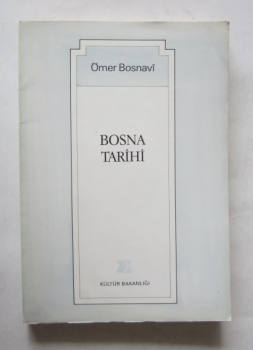 Ömer Bosnavî
BOSNA
TARİHİ
KÜLTÜR BAKANLIĞI